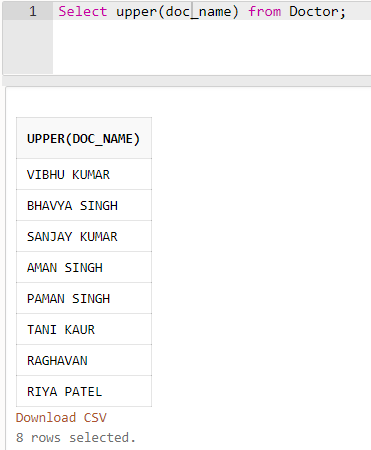 1 Select upper(doc_name) from Doctor;
UPPER(DOC_NAME)
VIBHU KUMAR
BHAVYA SINGH
SANJAY KUMAR
AMAN SINGH
PAMAN SINGH
TANI KAUR
RAGHAVAN
RIYA PATEL
Download CSV
8 rows selected.